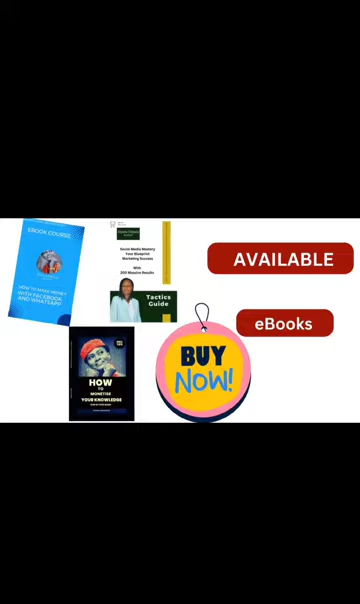 EBOOK COURSE
HOW TO MAKE MONEY
WITH FACEBOOK
AND WHATSAPP
Social Media Mastery
Your Blueprint
Marketing Success
With
200 Massive Results
Tactics
Guide
HOW
TO
MONETISE
YOUR KNOWLEDGE
AVAILABLE
eBooks
BUY
NOW!